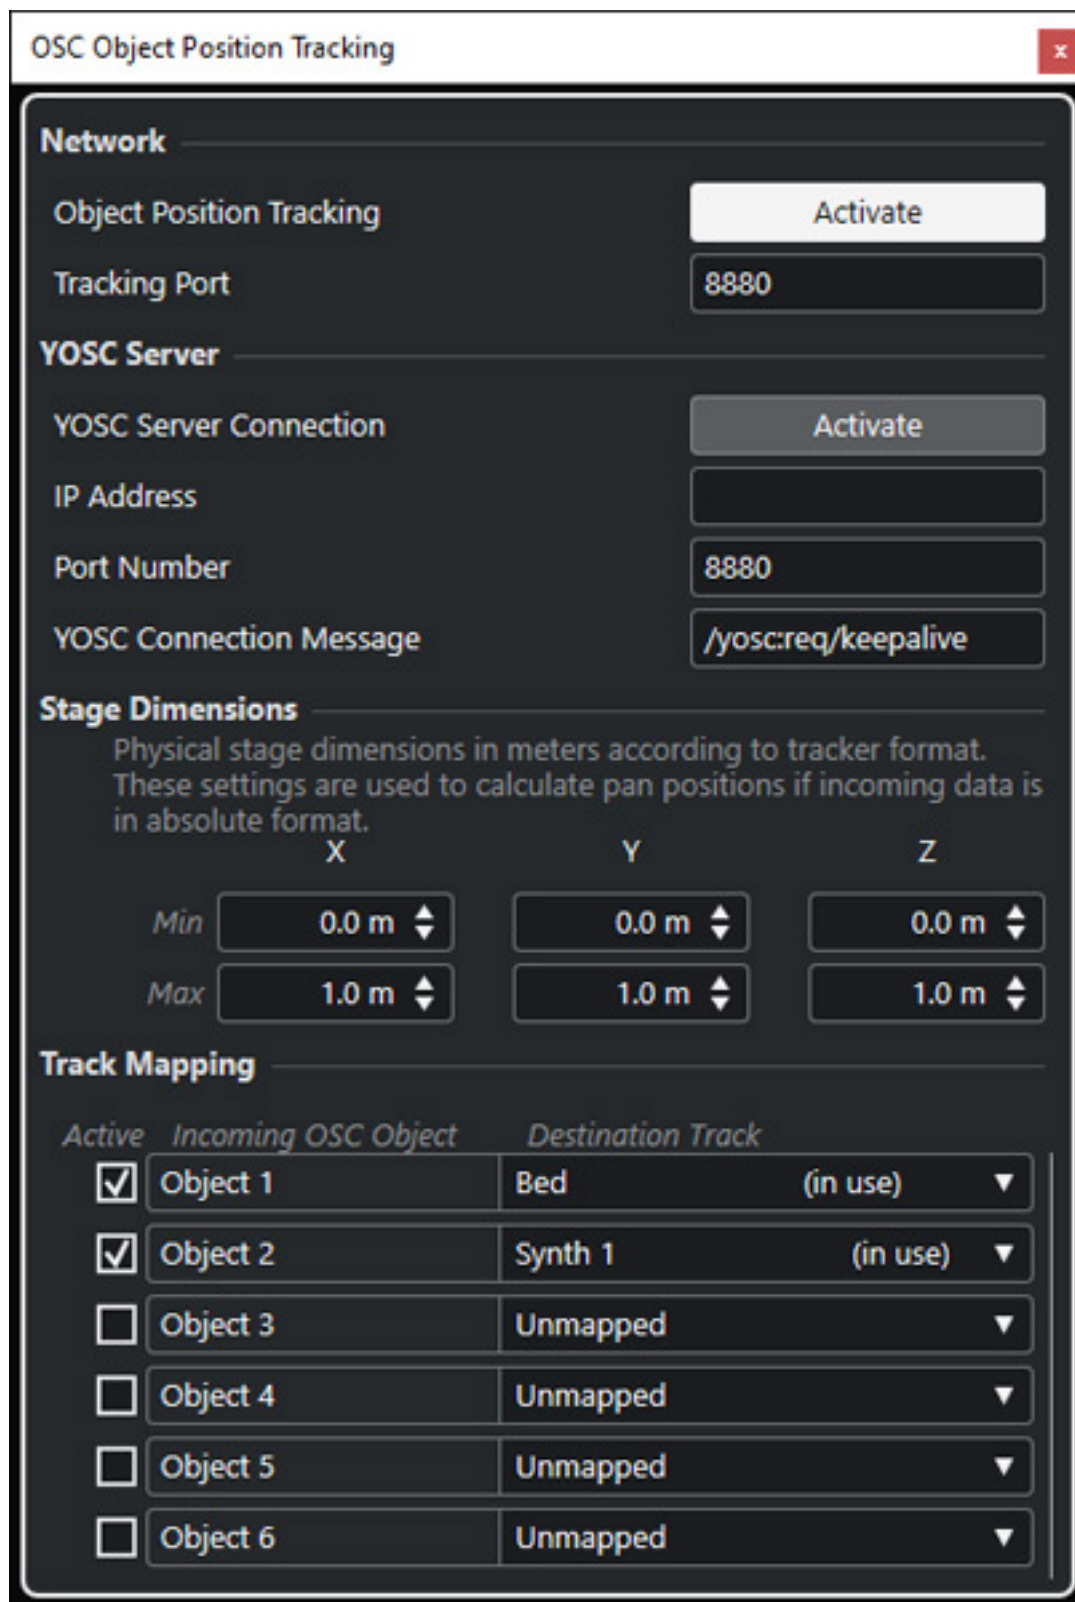 OSC Object Position Tracking
x
Network
Object Position Tracking Activate
Tracking Port 8880
YOSC Server
YOSC Server Connection Activate
IP Address
Port Number 8880
YOSC Connection Message /yosc:req/keepalive
Stage Dimensions
Physical stage dimensions in meters according to tracker format.
These settings are used to calculate pan positions if incoming data is
in absolute format.
X Y Z
Min 0.0 m 0.0 m 0.0 m
Max 1.0 m 1.0 m 1.0 m
Track Mapping
Active Incoming OSC Object Destination Track
Object 1 Bed (in use)
Object 2 Synth 1 (in use)
Object 3 Unmapped
Object 4 Unmapped
Object 5 Unmapped
Object 6 Unmapped